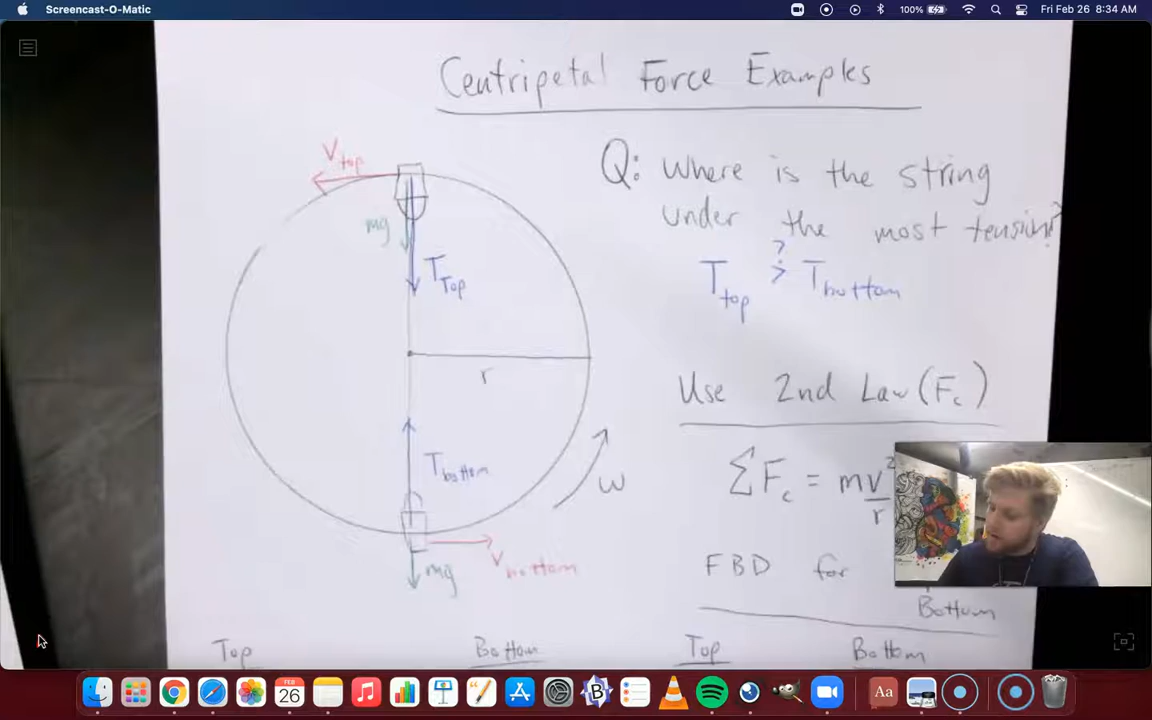 Screencast-O-Matic
100%
Fri Feb 26 8:34 AM
Centripetal Force Examples
V top
mg
T Top
r
T bottom
ω
V bottom
mg
Q: Where is the string
under the most tension?
?
T top > T bottom
Use 2nd Law (Fc)
ΣFc = mv²
r
FBD for
Bottom
Top Bottom Top Bottom
FEB
26
Aa